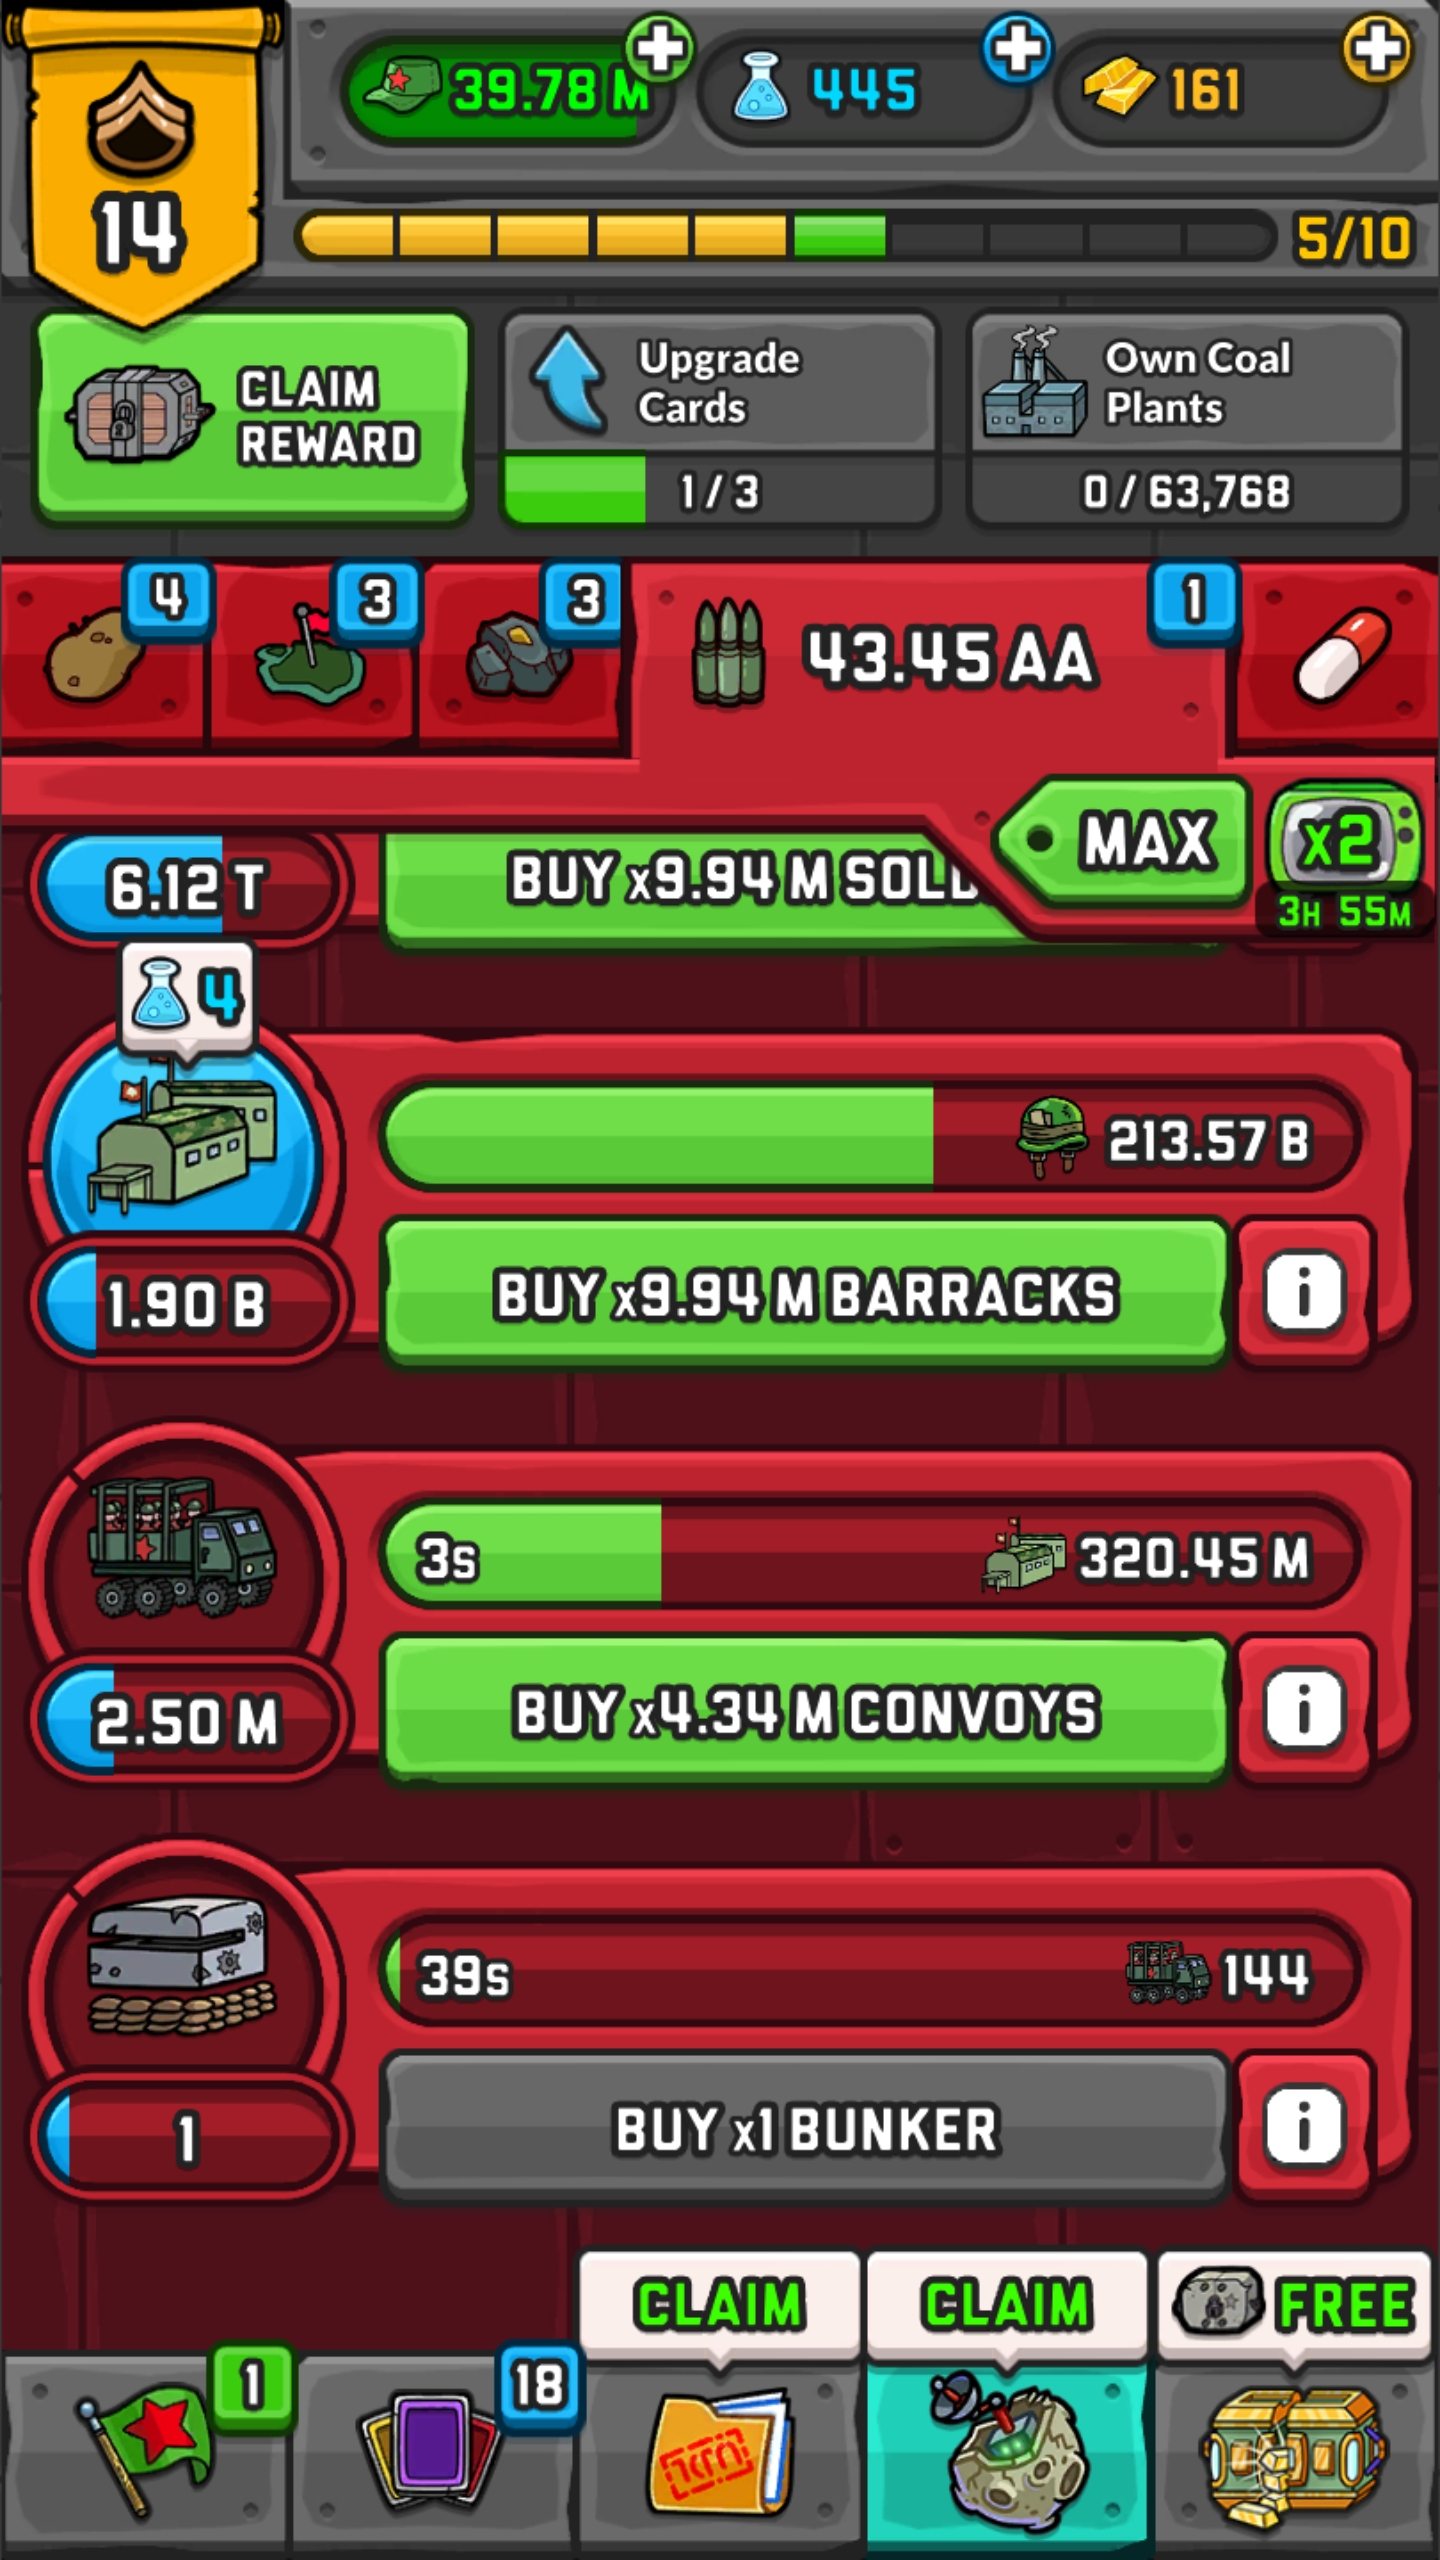 14
39.78 M
445
161
5/10
CLAIM
REWARD
Upgrade
Cards
1 / 3
Own Coal
Plants
0 / 63,768
4
3
3
43.45 AA
1
MAX
x2
3H 55M
6.12 T
BUY x9.94 M SOLD
4
213.57 B
1.90 B
BUY x9.94 M BARRACKS
i
3s
320.45 M
2.50 M
BUY x4.34 M CONVOYS
i
39s
144
1
BUY x1 BUNKER
i
CLAIM
CLAIM
FREE
1
18